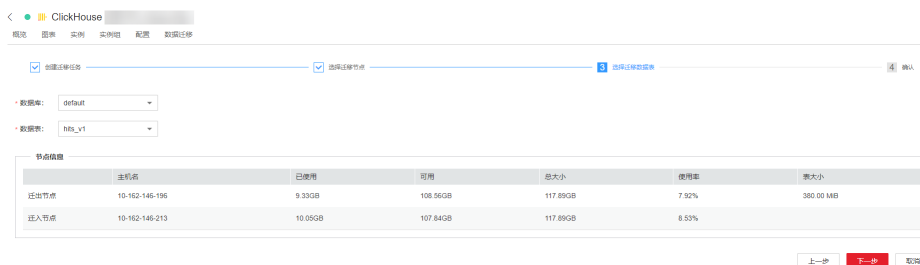 ClickHouse
概览 图表 实例 实例组 配置 数据迁移
创建迁移任务 选择迁移节点 3 选择迁移数据表 4 确认
* 数据库: default
* 数据表: hits_v1
节点信息
主机名 已使用 可用 总大小 使用率 表大小
迁出节点 10-162-146-196 9.33GB 108.56GB 117.89GB 7.92% 380.00 MiB
迁入节点 10-162-146-213 10.05GB 107.84GB 117.89GB 8.53%
上一步 下一步 取消